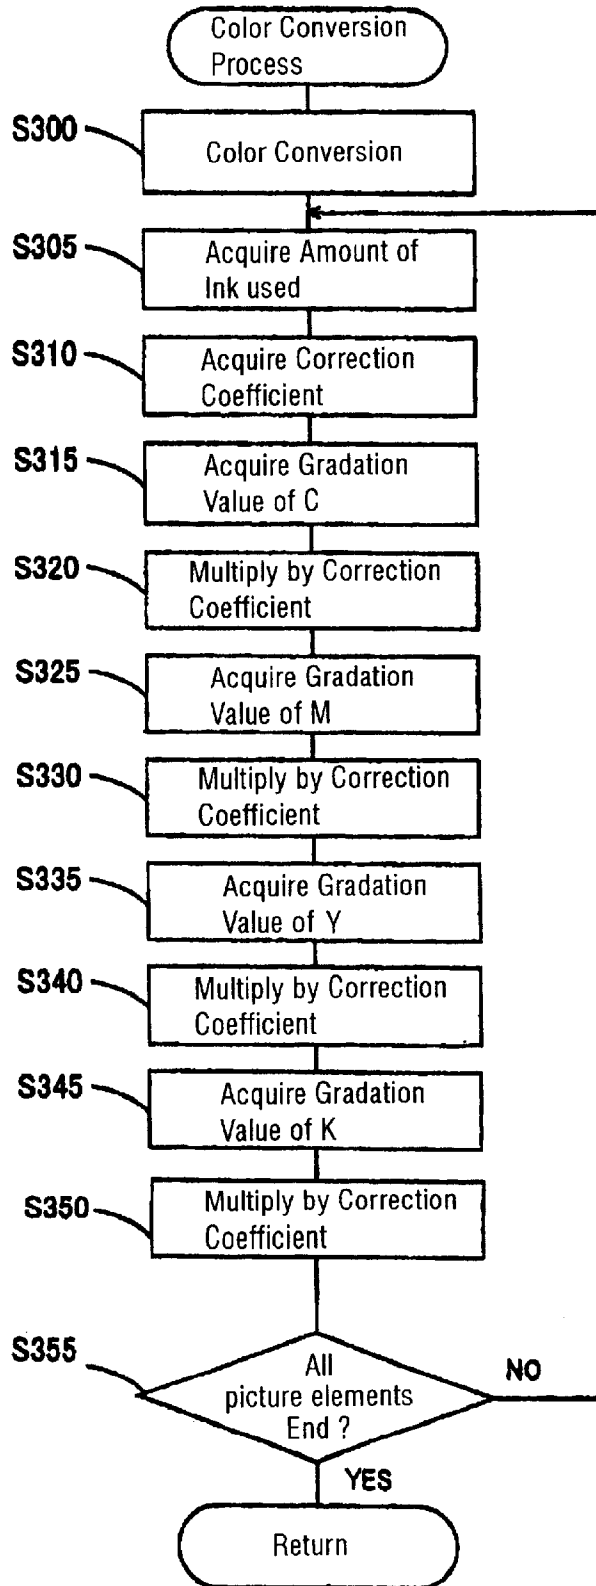 Color Conversion
Process
S300
Color Conversion
S305
Acquire Amount of
Ink used
S310
Acquire Correction
Coefficient
S315
Acquire Gradation
Value of C
S320
Multiply by Correction
Coefficient
S325
Acquire Gradation
Value of M
S330
Multiply by Correction
Coefficient
S335
Acquire Gradation
Value of Y
S340
Multiply by Correction
Coefficient
S345
Acquire Gradation
Value of K
S350
Multiply by Correction
Coefficient
S355
All
picture elements
End ?
NO
YES
Return